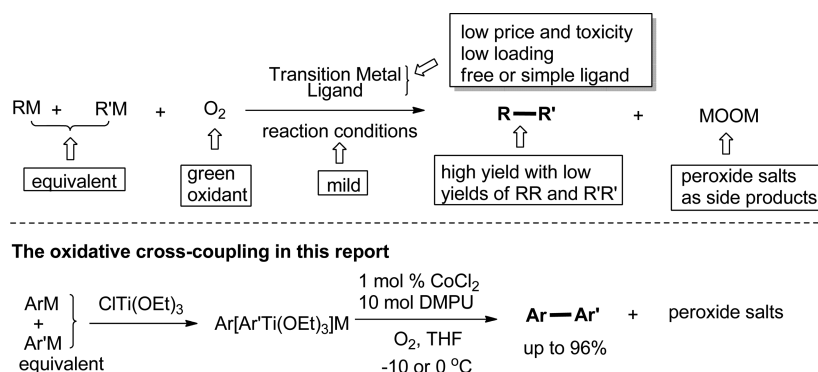 low price and toxicity
low loading
free or simple ligand
Transition Metal
Ligand
RM + R'M + O2 R—R' + MOOM
reaction conditions
equivalent
green
oxidant
mild
high yield with low
yields of RR and R'R'
peroxide salts
as side products
The oxidative cross-coupling in this report
ArM
+
Ar'M
equivalent
ClTi(OEt)3
Ar[Ar'Ti(OEt)3]M
1 mol % CoCl2
10 mol DMPU
O2, THF
-10 or 0 °C
Ar—Ar' + peroxide salts
up to 96%